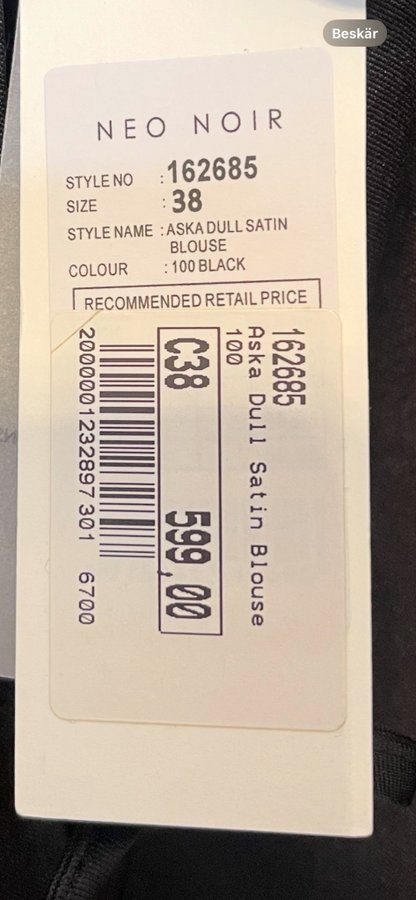 Beskär
NEO NOIR
STYLE NO : 162685
SIZE : 38
STYLE NAME : ASKA DULL SATIN
BLOUSE
COLOUR : 100 BLACK
RECOMMENDED RETAIL PRICE
162685
Aska Dull Satin Blouse
100
C38 599,00
2000001232897 301 6700